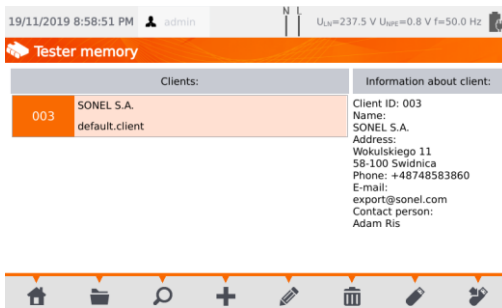 19/11/2019 8:58:51 PM admin N L ULN=237.5 V UNPE=0.8 V f=50.0 Hz
Tester memory
Clients:
003
SONEL S.A.
default.client
Information about client:
Client ID: 003
Name:
SONEL S.A.
Address:
Wokulskiego 11
58-100 Swidnica
Phone: +48748583860
E-mail:
export@sonel.com
Contact person:
Adam Ris